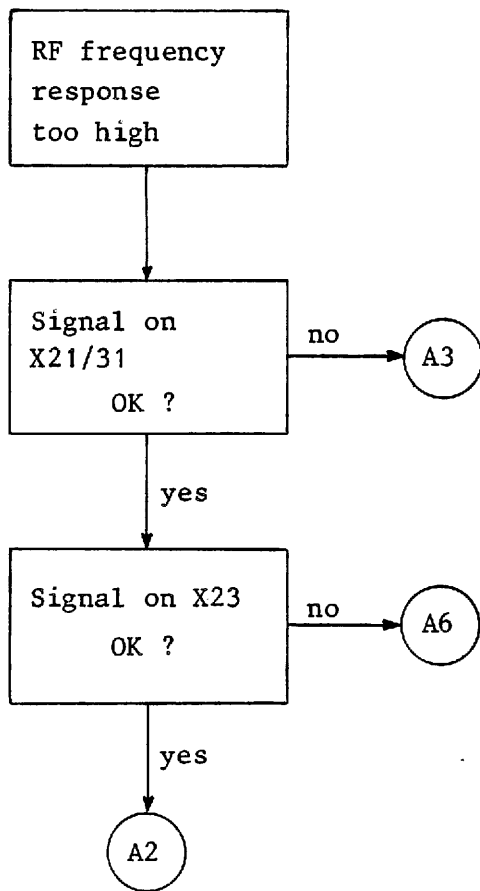 RF frequency
response
too high
Signal on
X21/31
OK ?
no
A3
yes
Signal on X23
OK ?
no
A6
yes
A2